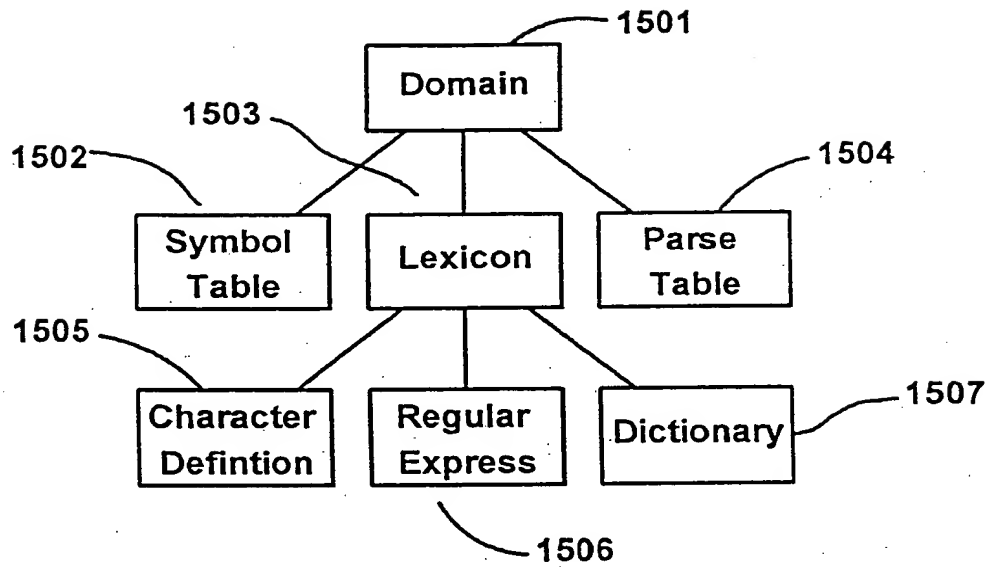 1501
Domain
1503
1502
1504
Symbol
Table
Lexicon
Parse
Table
1505
Character
Defintion
Regular
Express
Dictionary
1507
1506